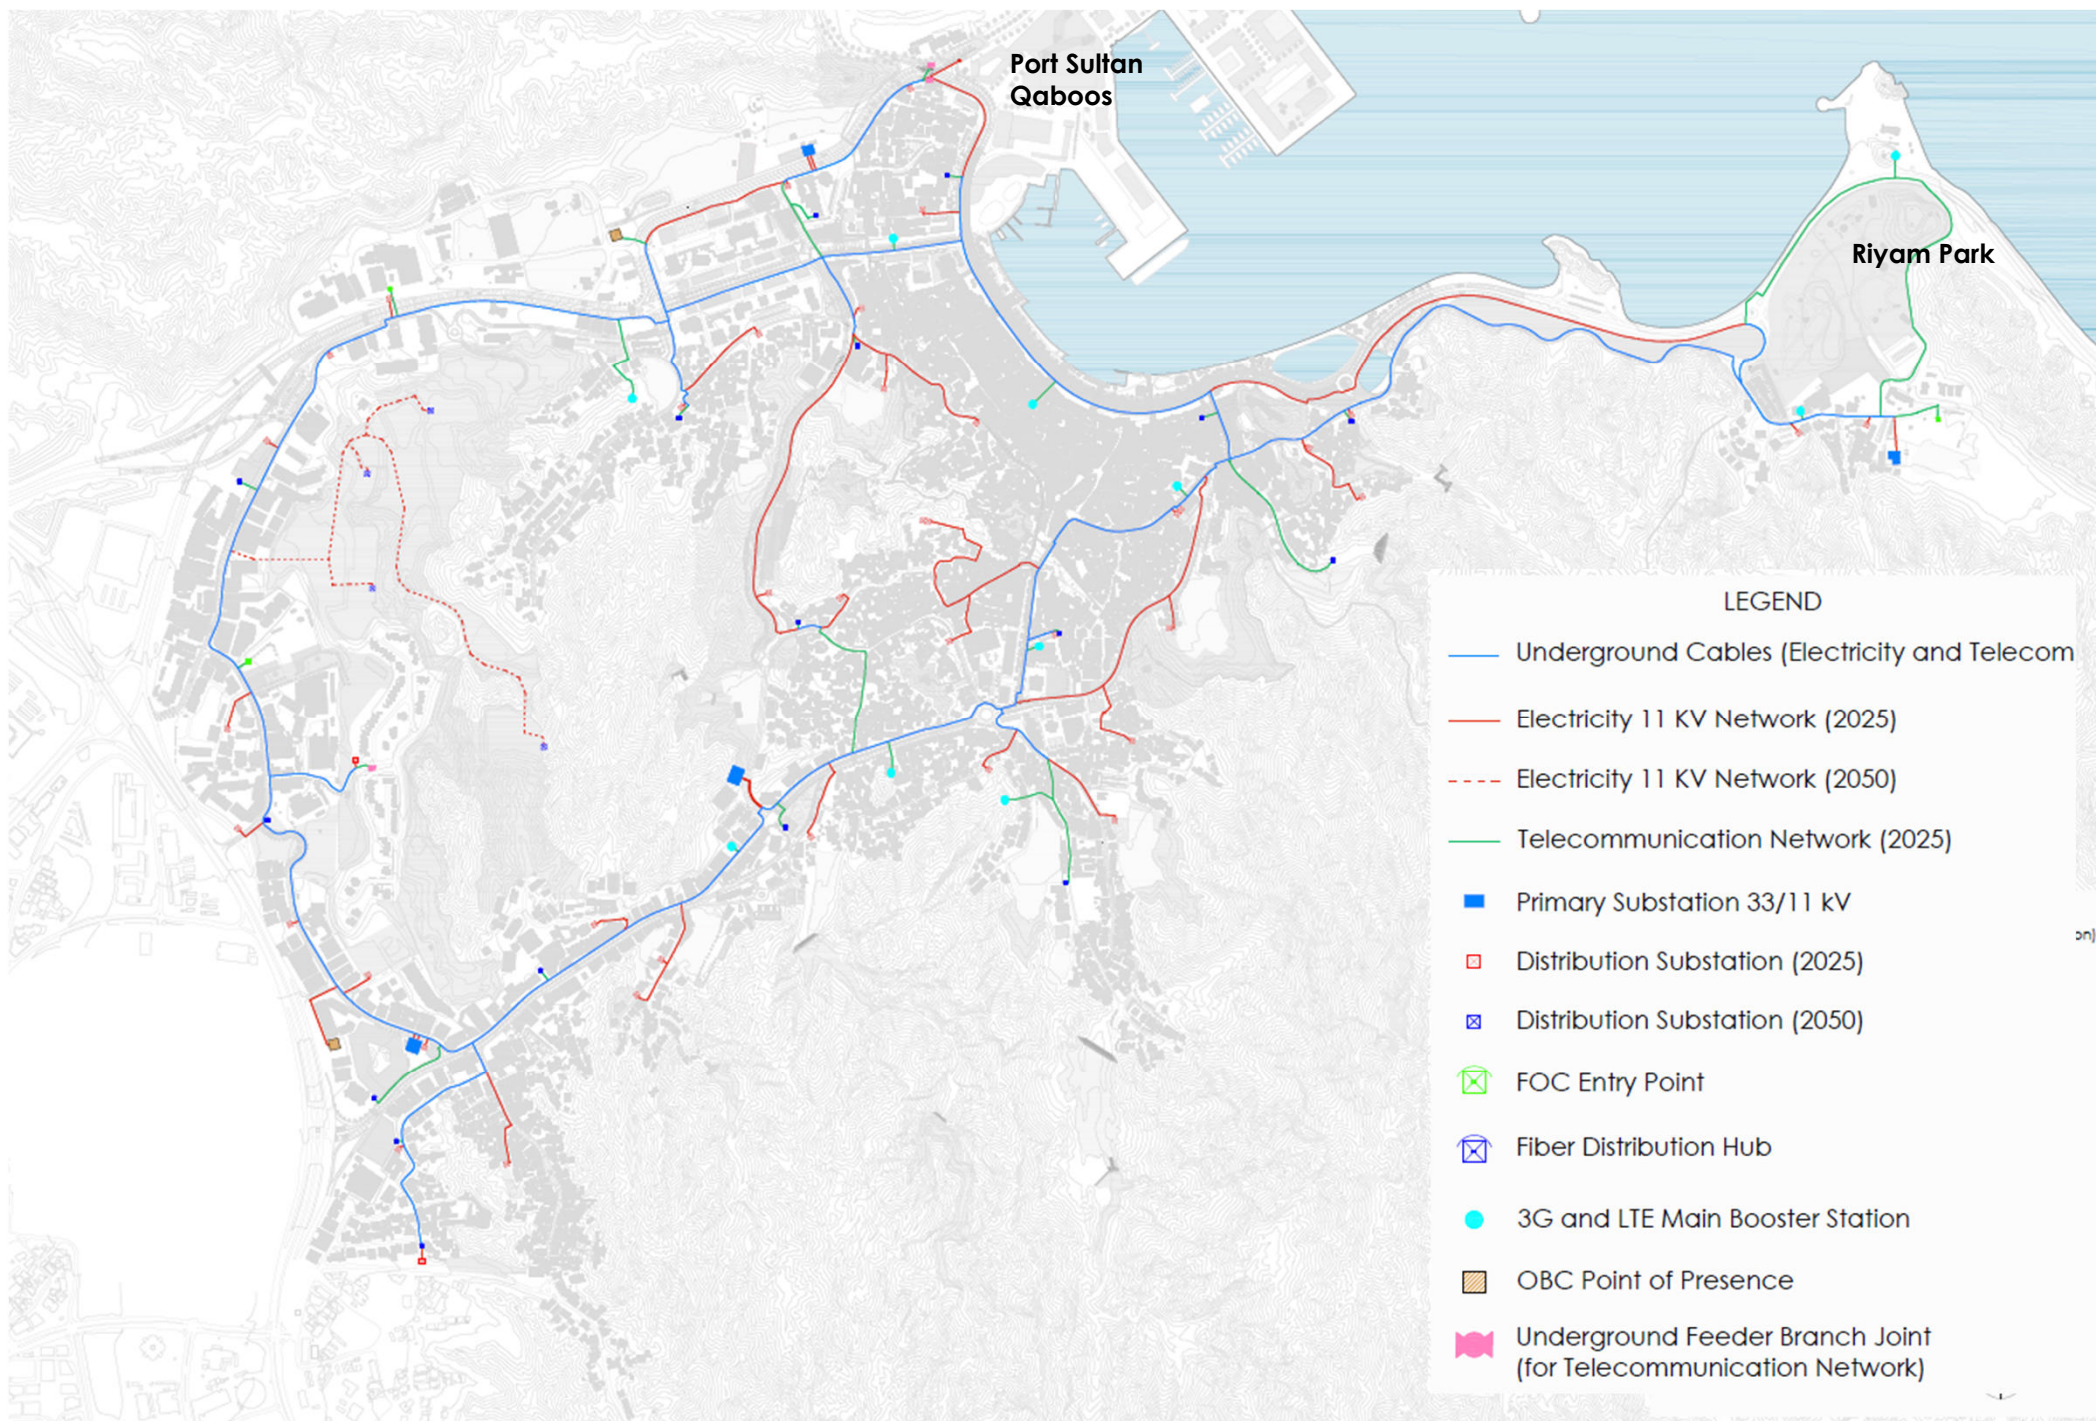 Port Sultan
Qaboos
Riyam Park
LEGEND
Underground Cables (Electricity and Telecom
Electricity 11 KV Network (2025)
Electricity 11 KV Network (2050)
Telecommunication Network (2025)
Primary Substation 33/11 kV
on)
Distribution Substation (2025)
Distribution Substation (2050)
FOC Entry Point
Fiber Distribution Hub
3G and LTE Main Booster Station
OBC Point of Presence
Underground Feeder Branch Joint
(for Telecommunication Network)